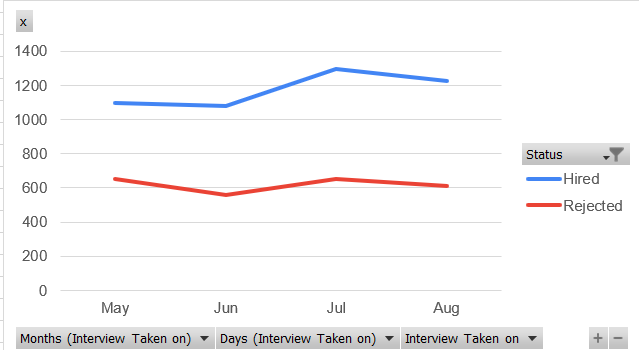 x
1400
1200
1000
800
600
400
200
0
May Jun Jul Aug
Status
Hired
Rejected
Months (Interview Taken on) Days (Interview Taken on) Interview Taken on + -